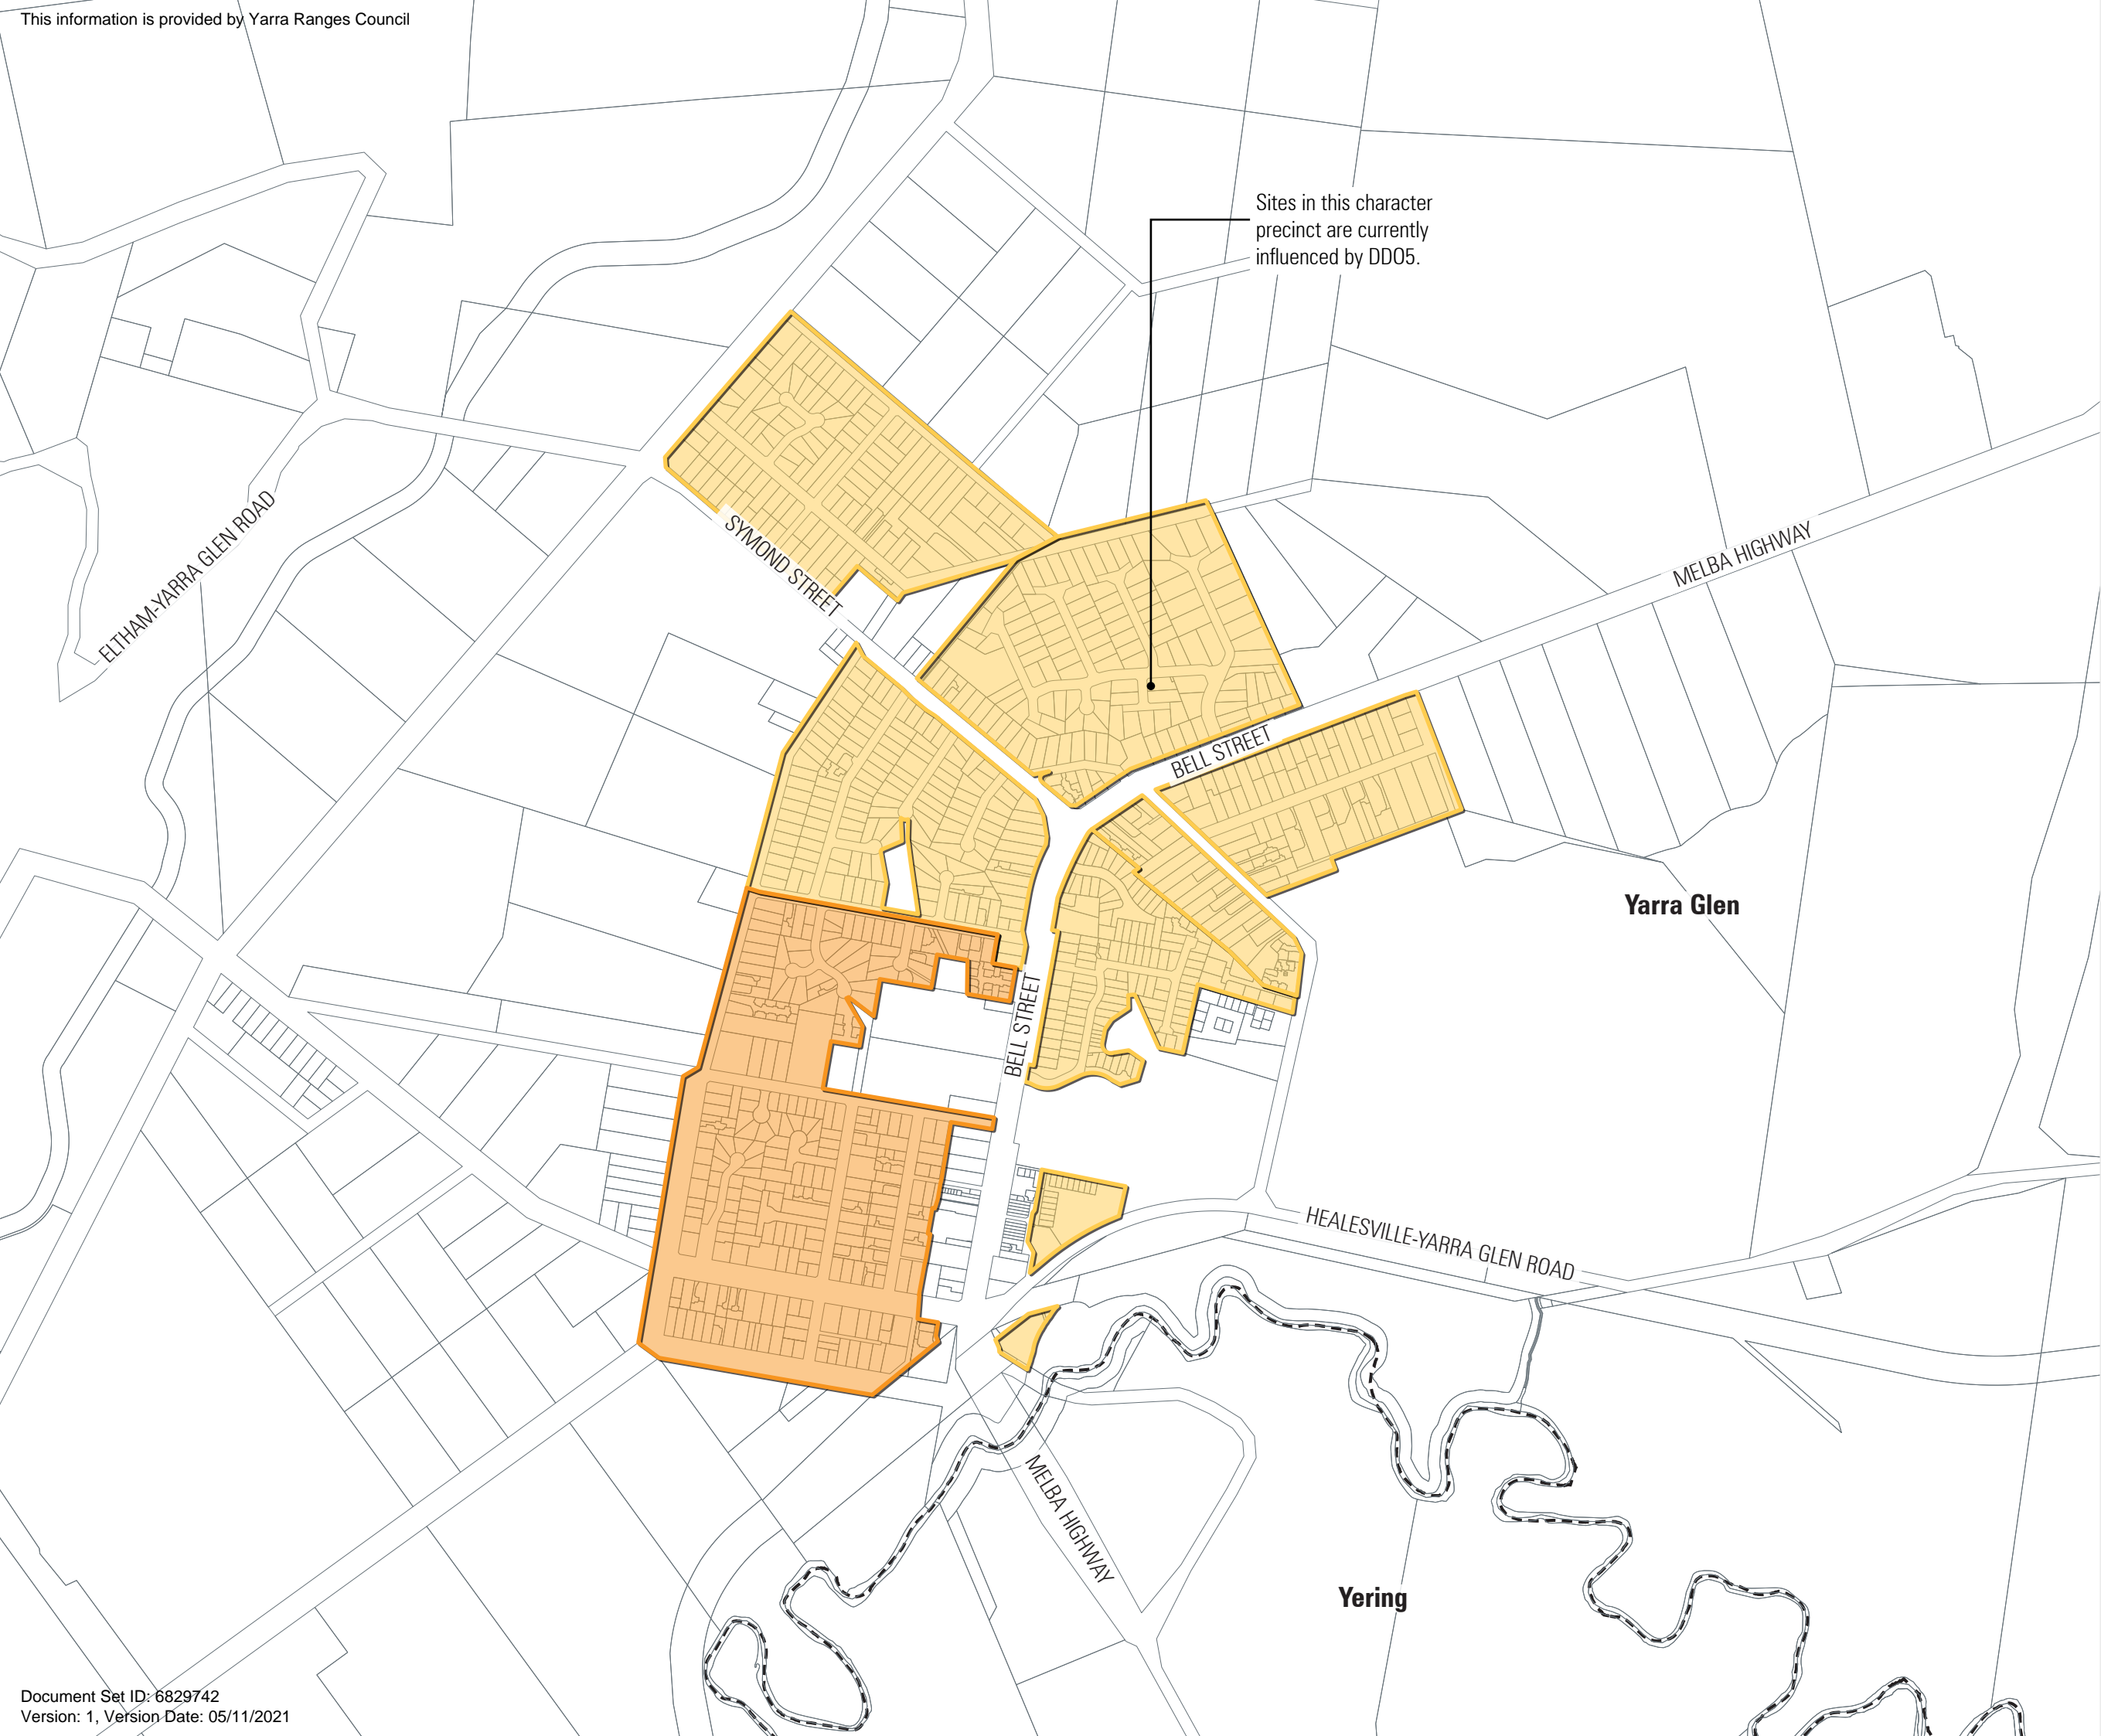 This information is provided by Yarra Ranges Council
Sites in this character
precinct are currently
influenced by DDO5.
ELTHAM-YARRA GLEN ROAD
SYMOND STREET
MELBA HIGHWAY
BELL STREET
Yarra Glen
BELL STREET
HEALESVILLE-YARRA GLEN ROAD
MELBA HIGHWAY
Yering
Document Set ID: 6829742
Version: 1, Version Date: 05/11/2021